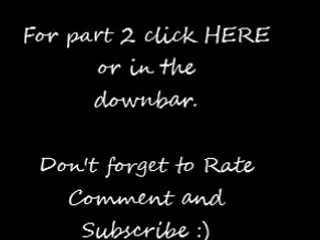 For part 2 click HERE
or in the
downbar.
Don't forget to Rate
Comment and
Subscribe :)